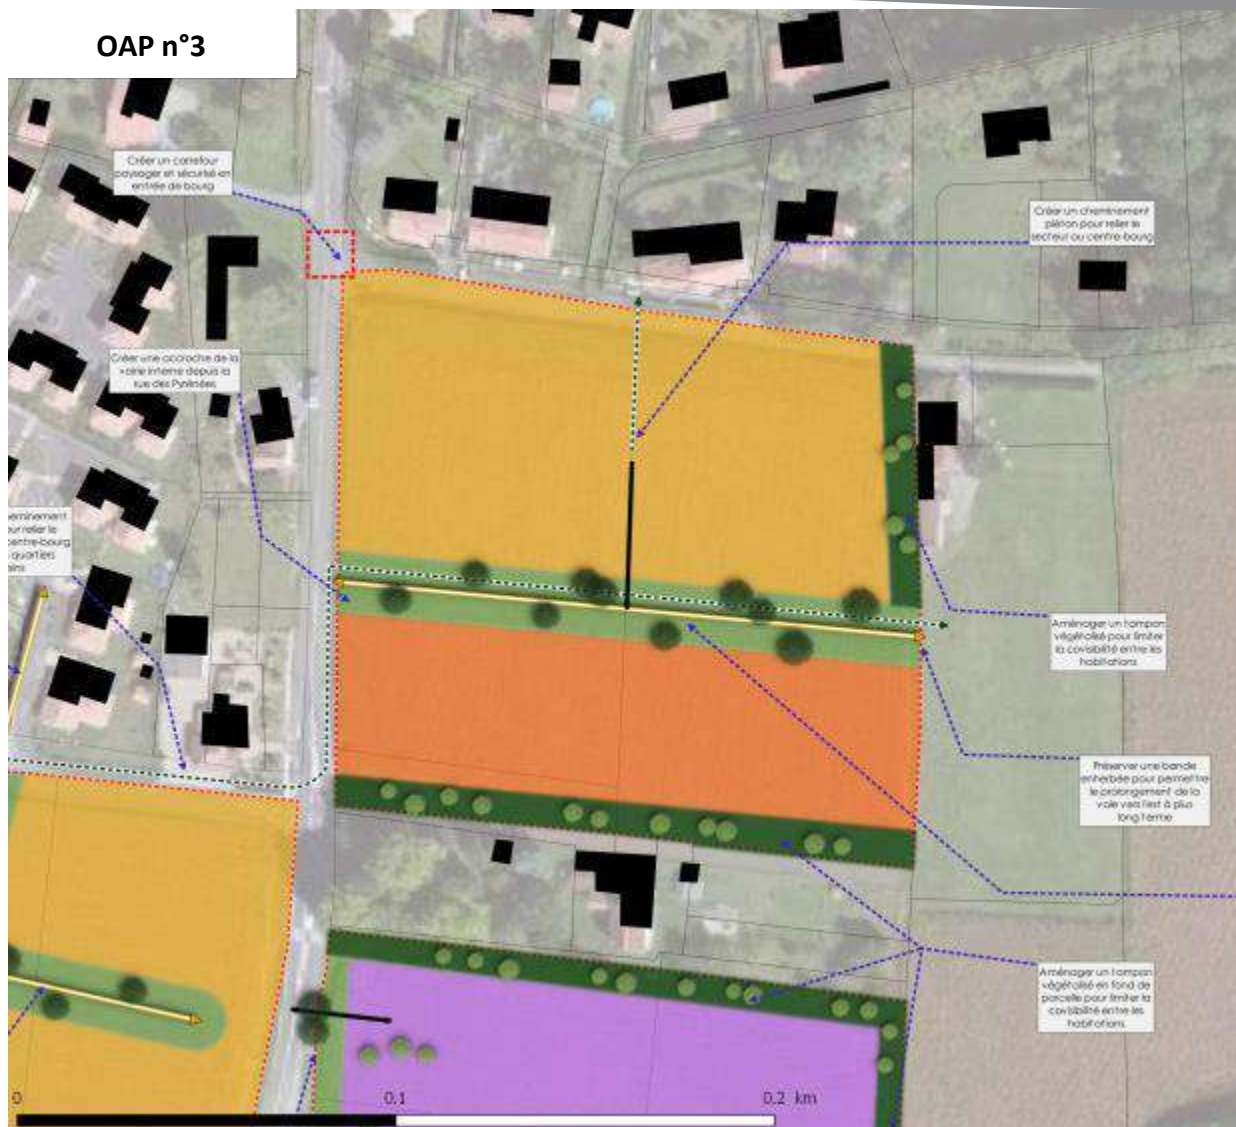 OAP n°3
Créer un carrefour
paysager et sécurisé en
entrée de bourg
Créer un cheminement
piéton pour relier le
secteur au centre-bourg
Créer une accroche de la
voirie interne depuis la
rue des Pyrénées
eminement
our relier le
centre-bourg
quartiers
Aménager un tampon
végétalisé pour limiter
la covisibilité entre les
habitations
Préserver une bande
enherbée pour permettre
le prolongement de la
voie vers l'est à plus
long terme
Aménager un tampon
végétalisé en fond de
parcelle pour limiter la
covisibilité entre les
habitations
0 0.1 0.2 km